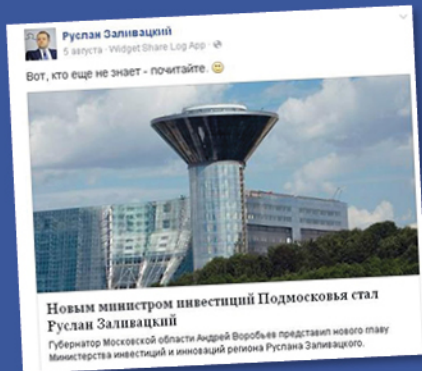 Руслан Заливацкий
5 августа · Widget Share Log App ·
Вот, кто еще не знает - почитайте.
Новым министром инвестиций Подмосковья стал
Руслан Заливацкий
Губернатор Московской области Андрей Воробьев представил нового главу
Министерства инвестиций и инноваций региона Руслана Заливацкого.